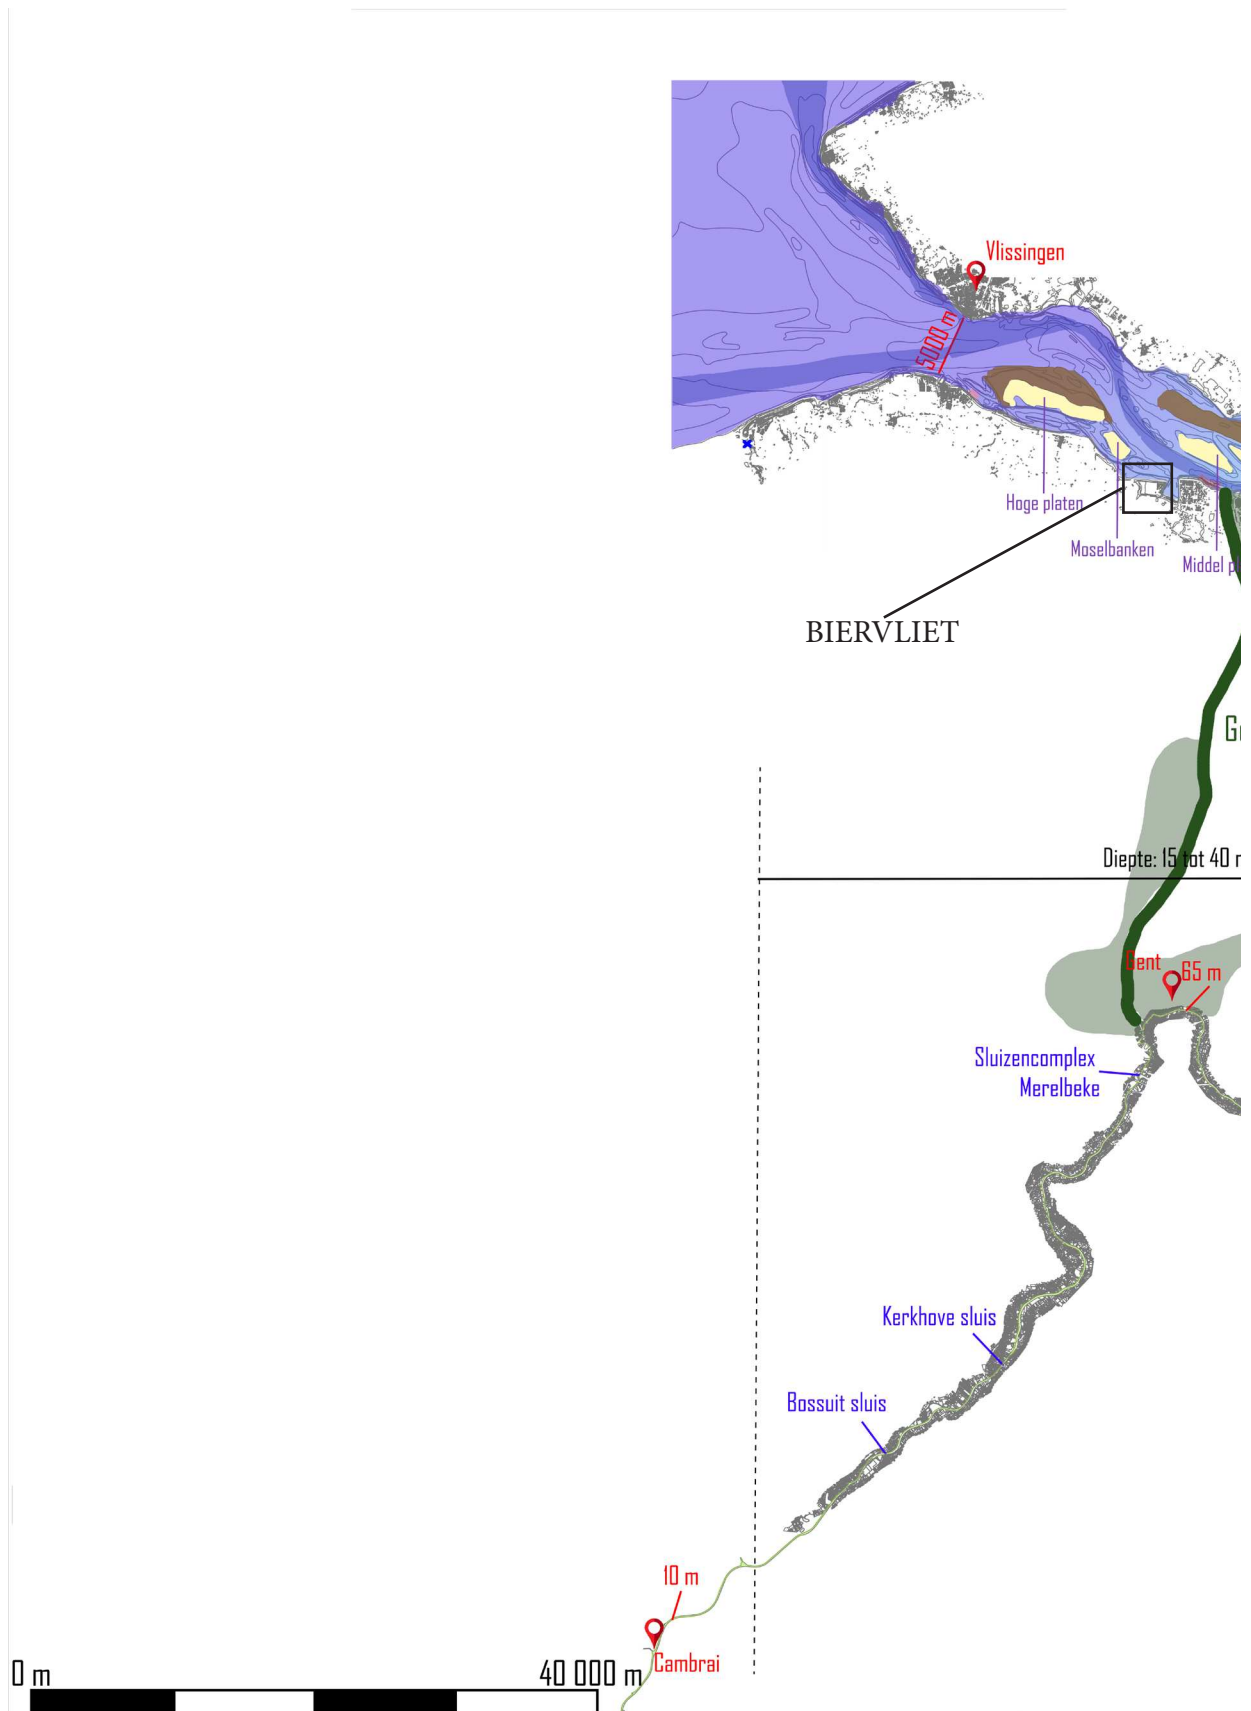 Vlissingen
5000 m
Hoge platen
Moselbanken
Middel
BIERVLIET
Diepte: 15 tot 40
Gent
65 m
Sluizencomplex
Merelbeke
Kerkhove sluis
Bossuit sluis
10 m
Cambrai
0 m
40 000 m